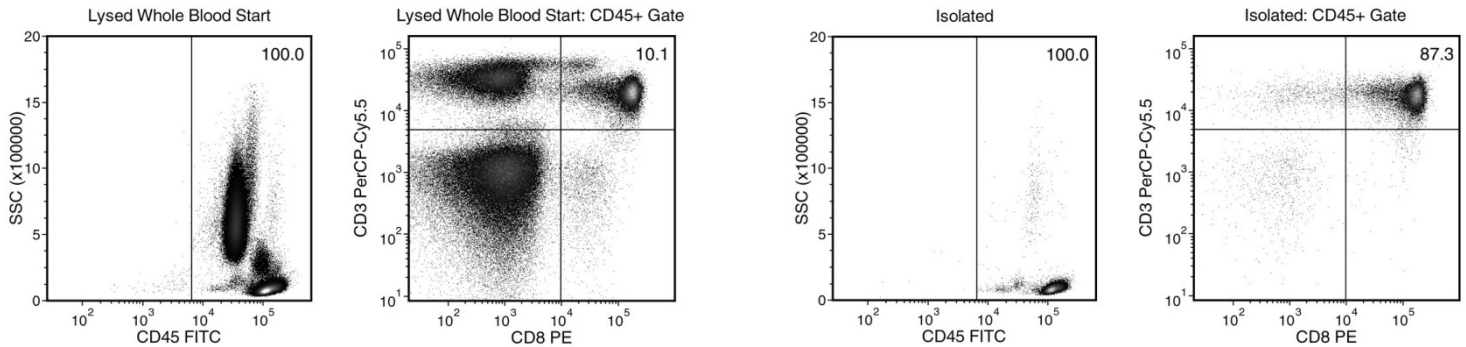 Lysed Whole Blood Start
20
15
10
5
0
SSC (x100000)
100.0
10² 10³ 10⁴ 10⁵
CD45 FITC
Lysed Whole Blood Start: CD45+ Gate
10⁵
10⁴
10³
10²
10¹
CD3 PerCP-Cy5.5
10.1
10² 10³ 10⁴ 10⁵
CD8 PE
Isolated
20
15
10
5
0
SSC (x100000)
100.0
10² 10³ 10⁴ 10⁵
CD45 FITC
Isolated: CD45+ Gate
10⁵
10⁴
10³
10²
10¹
CD3 PerCP-Cy5.5
87.3
10² 10³ 10⁴ 10⁵
CD8 PE